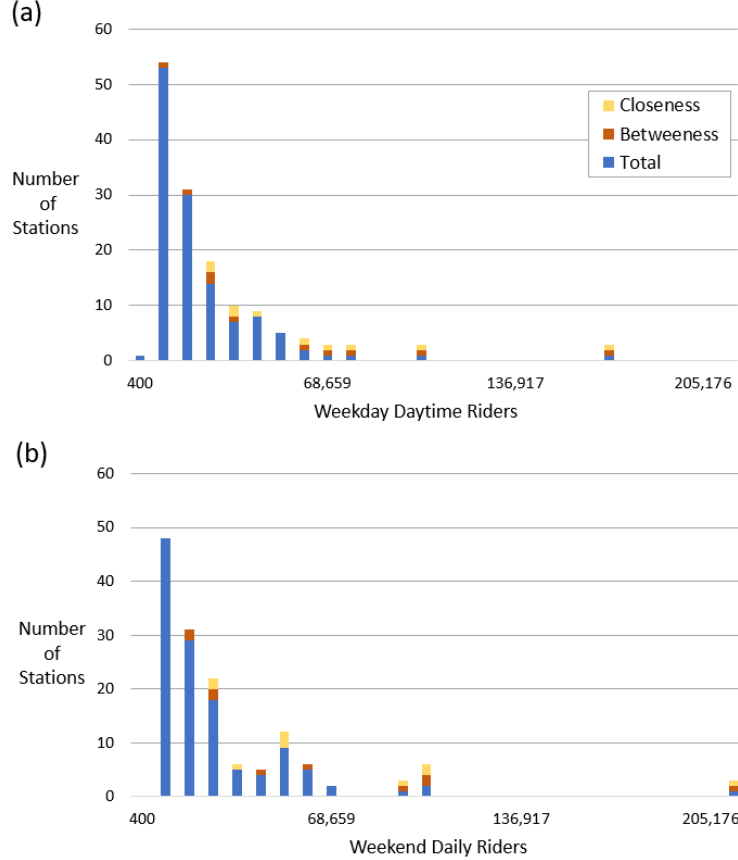 (a)
60
50
40
30
20
10
0
Number
of
Stations
Closeness
Betweeness
Total
400 68,659 136,917 205,176
Weekday Daytime Riders
(b)
60
50
40
30
20
10
0
Number
of
Stations
400 68,659 136,917 205,176
Weekend Daily Riders